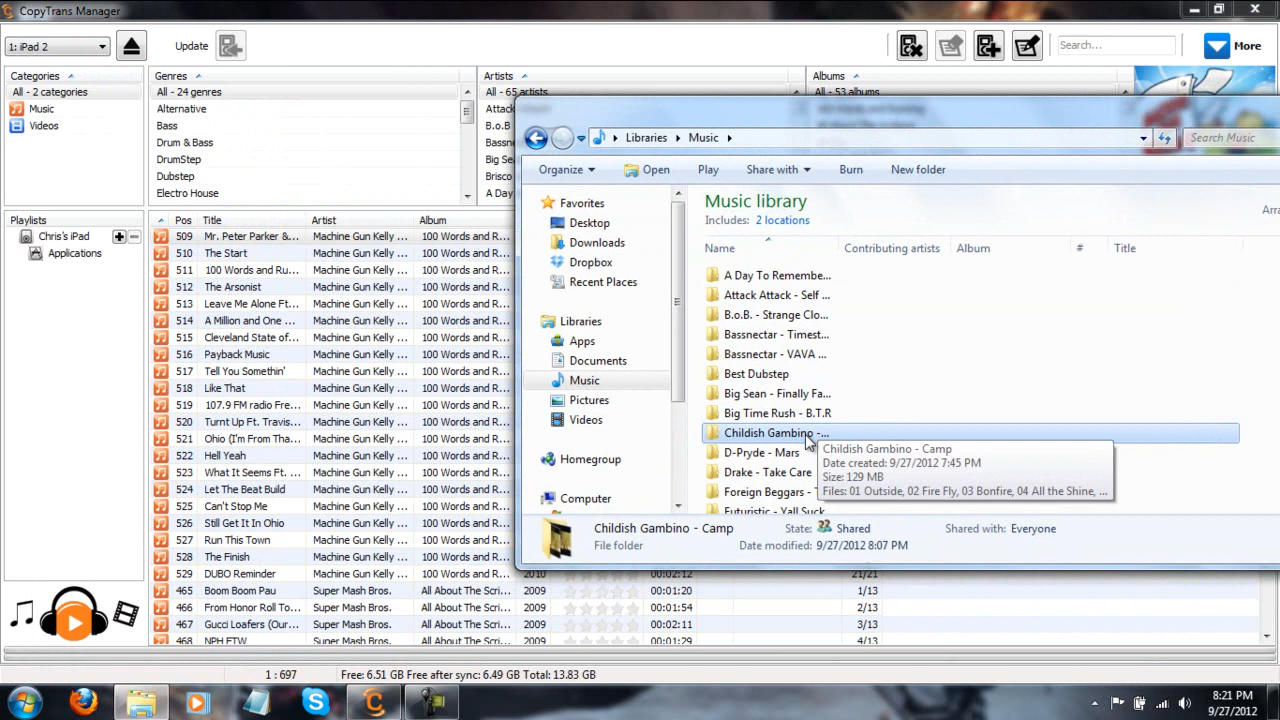 CopyTrans Manager
1: iPad 2
Update
Search...
More
Categories
All - 2 categories
Music
Videos
Genres
All - 24 genres
Alternative
Bass
Drum & Bass
DrumStep
Dubstep
Electro House
Artists
All - 65 artists
Attack
B.o.B
Bassne
Big Sea
Brisco
A Day
Albums
All - 53 albums
Playlists
Chris's iPad
Applications
Pos Title Artist Album
509 Mr. Peter Parker &... Machine Gun Kelly ... 100 Words and R...
510 The Start Machine Gun Kelly ... 100 Words and R...
511 100 Words and Ru... Machine Gun Kelly ... 100 Words and R...
512 The Arsonist Machine Gun Kelly ... 100 Words and R...
513 Leave Me Alone Ft... Machine Gun Kelly ... 100 Words and R...
514 A Million and One ... Machine Gun Kelly ... 100 Words and R...
515 Cleveland State of... Machine Gun Kelly ... 100 Words and R...
516 Payback Music Machine Gun Kelly ... 100 Words and R...
517 Tell You Somethin' Machine Gun Kelly ... 100 Words and R...
518 Like That Machine Gun Kelly ... 100 Words and R...
519 107.9 FM radio Fre... Machine Gun Kelly ... 100 Words and R...
520 Turnt Up Ft. Travis... Machine Gun Kelly ... 100 Words and R...
521 Ohio (I'm From Tha... Machine Gun Kelly ... 100 Words and R...
522 Hell Yeah Machine Gun Kelly ... 100 Words and R...
523 What It Seems Ft. ... Machine Gun Kelly ... 100 Words and R...
524 Let The Beat Build Machine Gun Kelly ... 100 Words and R...
525 Can't Stop Me Machine Gun Kelly ... 100 Words and R...
526 Still Get It In Ohio Machine Gun Kelly ... 100 Words and R...
527 Run This Town Machine Gun Kelly ... 100 Words and R...
528 The Finish Machine Gun Kelly ... 100 Words and R...
529 DUBO Reminder Machine Gun Kelly ... 100 Words and R... 2010 00:02:12 21/21
465 Boom Boom Pau Super Mash Bros. All About The Scri... 2009 00:01:20 1/13
466 From Honor Roll To... Super Mash Bros. All About The Scri... 2009 00:01:54 2/13
467 Gucci Loafers (Our... Super Mash Bros. All About The Scri... 2009 00:02:06 3/13
468 NPH FTW Super Mash Bros. All About The Scri... 2009 00:01:29 4/13
1 : 697 Free: 6.51 GB Free after sync: 6.49 GB Total: 13.83 GB
Libraries Music
Search Music
Organize Open Play Share with Burn New folder
Favorites
Desktop
Downloads
Dropbox
Recent Places
Libraries
Apps
Documents
Music
Pictures
Videos
Homegroup
Computer
Music library
Includes: 2 locations
Arra
Name Contributing artists Album # Title
A Day To Remembe...
Attack Attack - Self ...
B.o.B. - Strange Clo...
Bassnectar - Timest...
Bassnectar - VAVA ...
Best Dubstep
Big Sean - Finally Fa...
Big Time Rush - B.T.R
Childish Gambino -...
D-Pryde - Mars
Drake - Take Care
Foreign Beggars -
Futuristic - Yall Suck
Childish Gambino - Camp
Date created: 9/27/2012 7:45 PM
Size: 129 MB
Files: 01 Outside, 02 Fire Fly, 03 Bonfire, 04 All the Shine, ...
Childish Gambino - Camp State: Shared Shared with: Everyone
File folder Date modified: 9/27/2012 8:07 PM
8:21 PM
9/27/2012